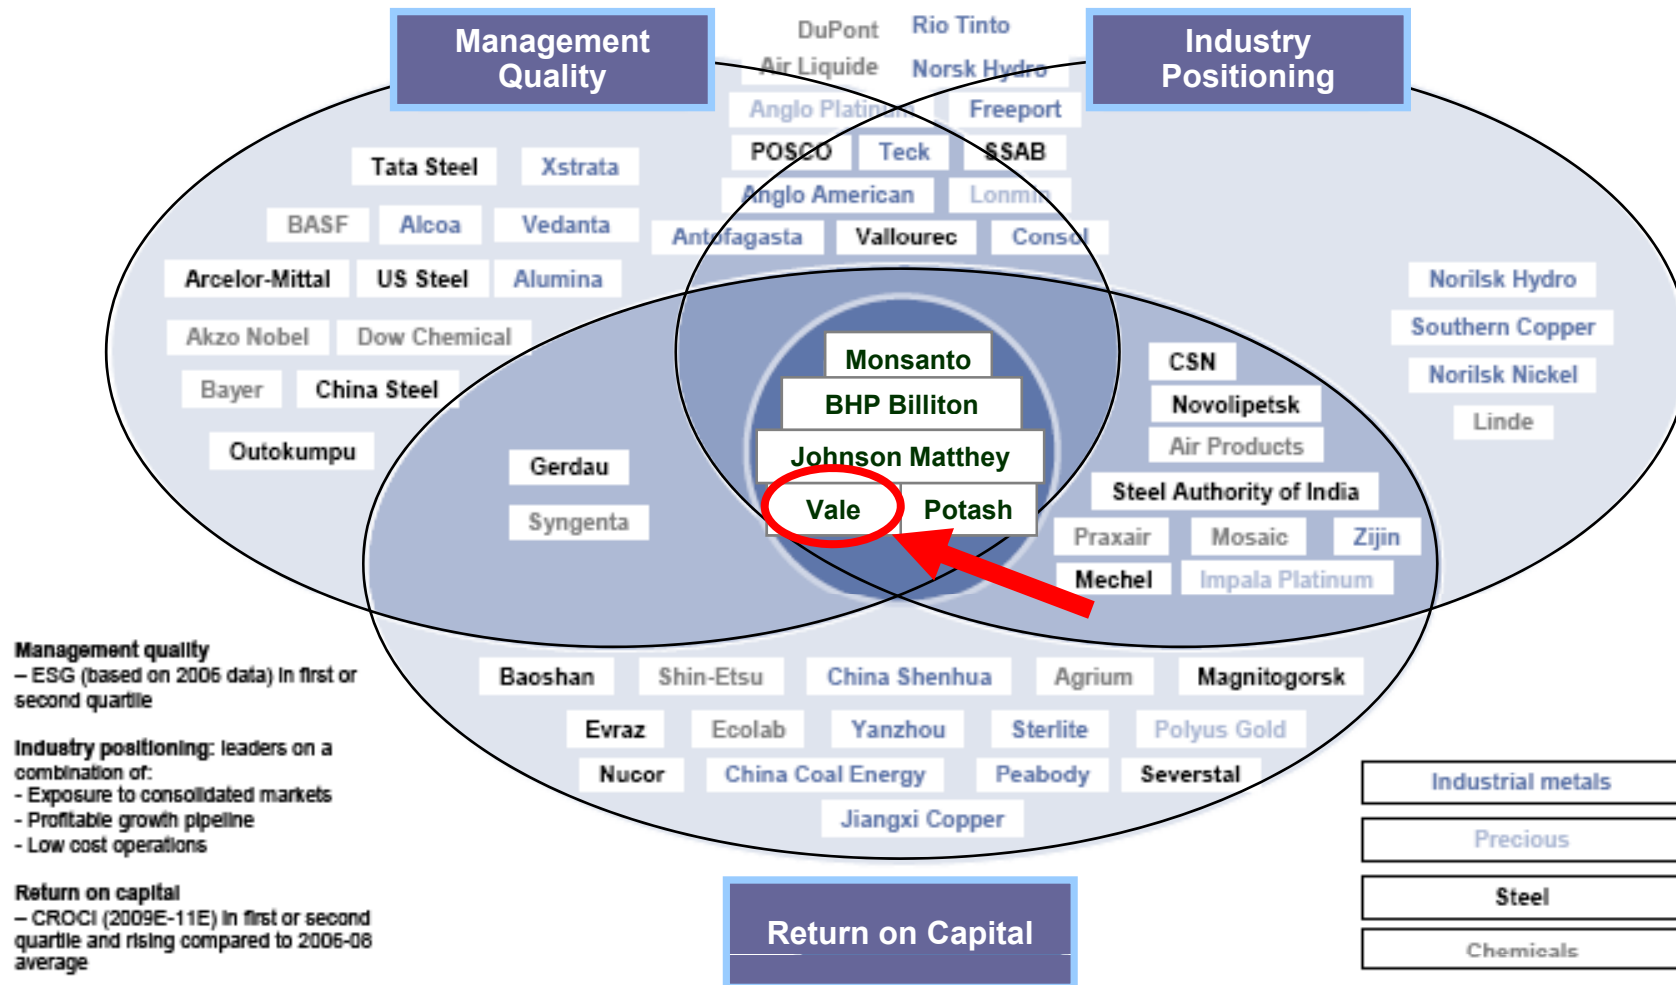 Management
Quality
DuPont Rio Tinto
Industry
Positioning
Air Liquide Norsk Hydro
Anglo Platinum Freeport
POSCO Teck SSAB
Anglo American Lonmin
Antofagasta Vallourec Consol
Tata Steel Xstrata
BASF Alcoa Vedanta
Arcelor-Mittal US Steel Alumina
Akzo Nobel Dow Chemical
Bayer China Steel
Outokumpu
Gerdau
Syngenta
Monsanto
BHP Billiton
Johnson Matthey
Vale Potash
CSN
Novolipetsk
Air Products
Steel Authority of India
Praxair Mosaic Zijin
Mechel Impala Platinum
Norilsk Hydro
Southern Copper
Norilsk Nickel
Linde
Baoshan Shin-Etsu China Shenhua Agrium Magnitogorsk
Evraz Ecolab Yanzhou Sterlite Polyus Gold
Nucor China Coal Energy Peabody Severstal
Jiangxi Copper
Management quality
– ESG (based on 2006 data) in first or
second quartile
Industry positioning: leaders on a
combination of:
- Exposure to consolidated markets
- Profitable growth pipeline
- Low cost operations
Return on capital
– CROCI (2009E-11E) in first or second
quartile and rising compared to 2006-08
average
Return on Capital
Industrial metals
Precious
Steel
Chemicals